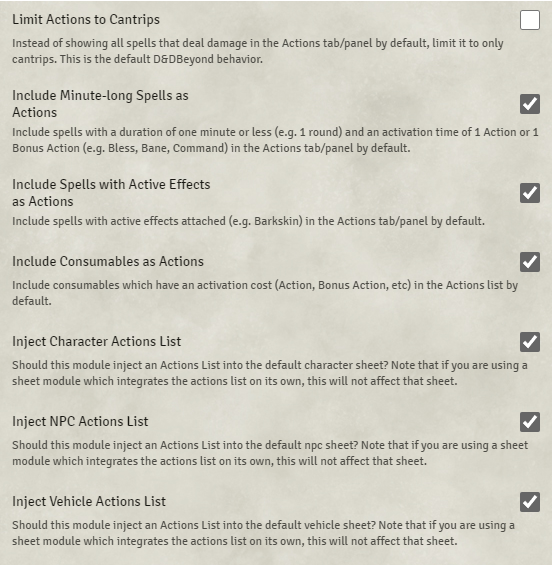 Limit Actions to Cantrips
Instead of showing all spells that deal damage in the Actions tab/panel by default, limit it to only
cantrips. This is the default D&DBeyond behavior.
Include Minute-long Spells as
Actions
Include spells with a duration of one minute or less (e.g. 1 round) and an activation time of 1 Action or 1
Bonus Action (e.g. Bless, Bane, Command) in the Actions tab/panel by default.
Include Spells with Active Effects
as Actions
Include spells with active effects attached (e.g. Barkskin) in the Actions tab/panel by default.
Include Consumables as Actions
Include consumables which have an activation cost (Action, Bonus Action, etc) in the Actions list by
default.
Inject Character Actions List
Should this module inject an Actions List into the default character sheet? Note that if you are using a
sheet module which integrates the actions list on its own, this will not affect that sheet.
Inject NPC Actions List
Should this module inject an Actions List into the default npc sheet? Note that if you are using a sheet
module which integrates the actions list on its own, this will not affect that sheet.
Inject Vehicle Actions List
Should this module inject an Actions List into the default vehicle sheet? Note that if you are using a
sheet module which integrates the actions list on its own, this will not affect that sheet.